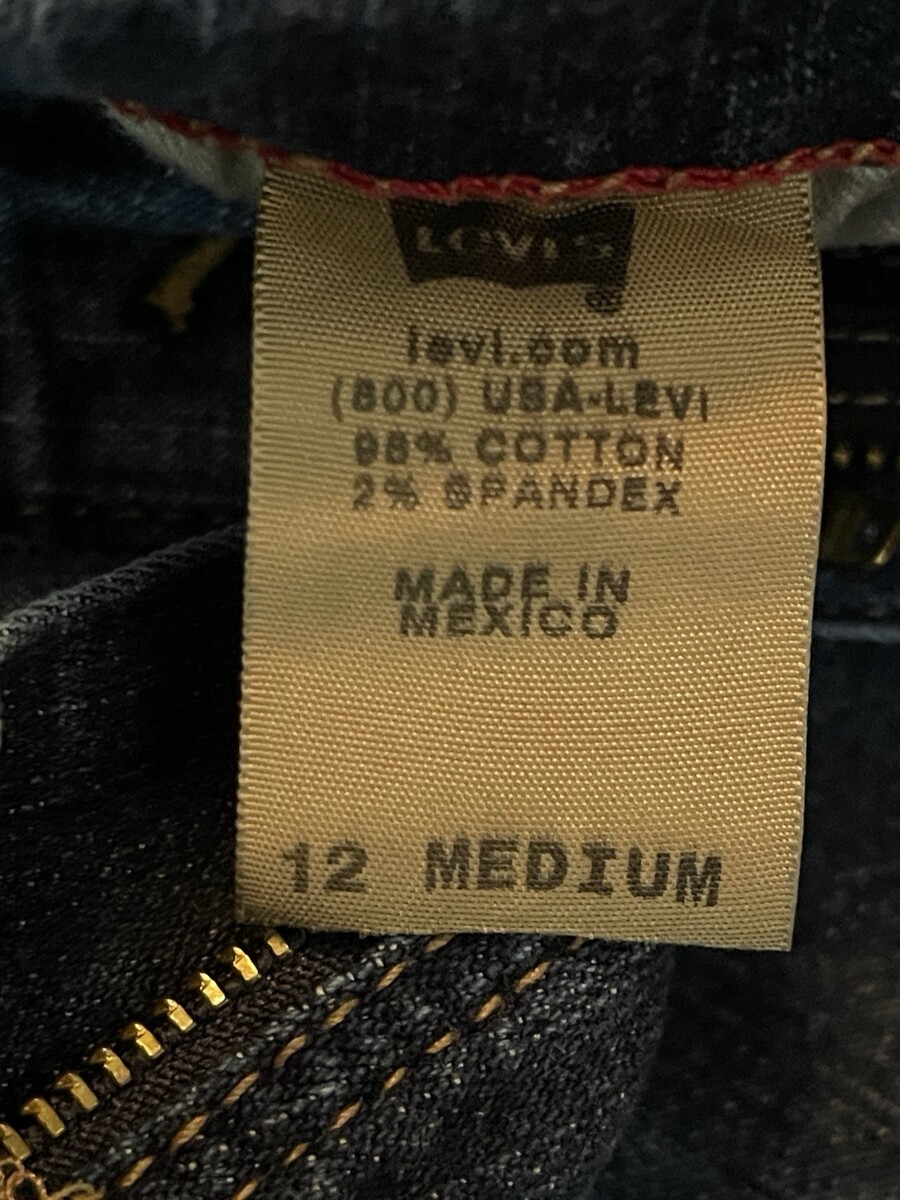 LEVI'S
®
levi.com
(800) USA-LEVI
98% COTTON
2% SPANDEX
MADE IN
MEXICO
12 MEDIUM